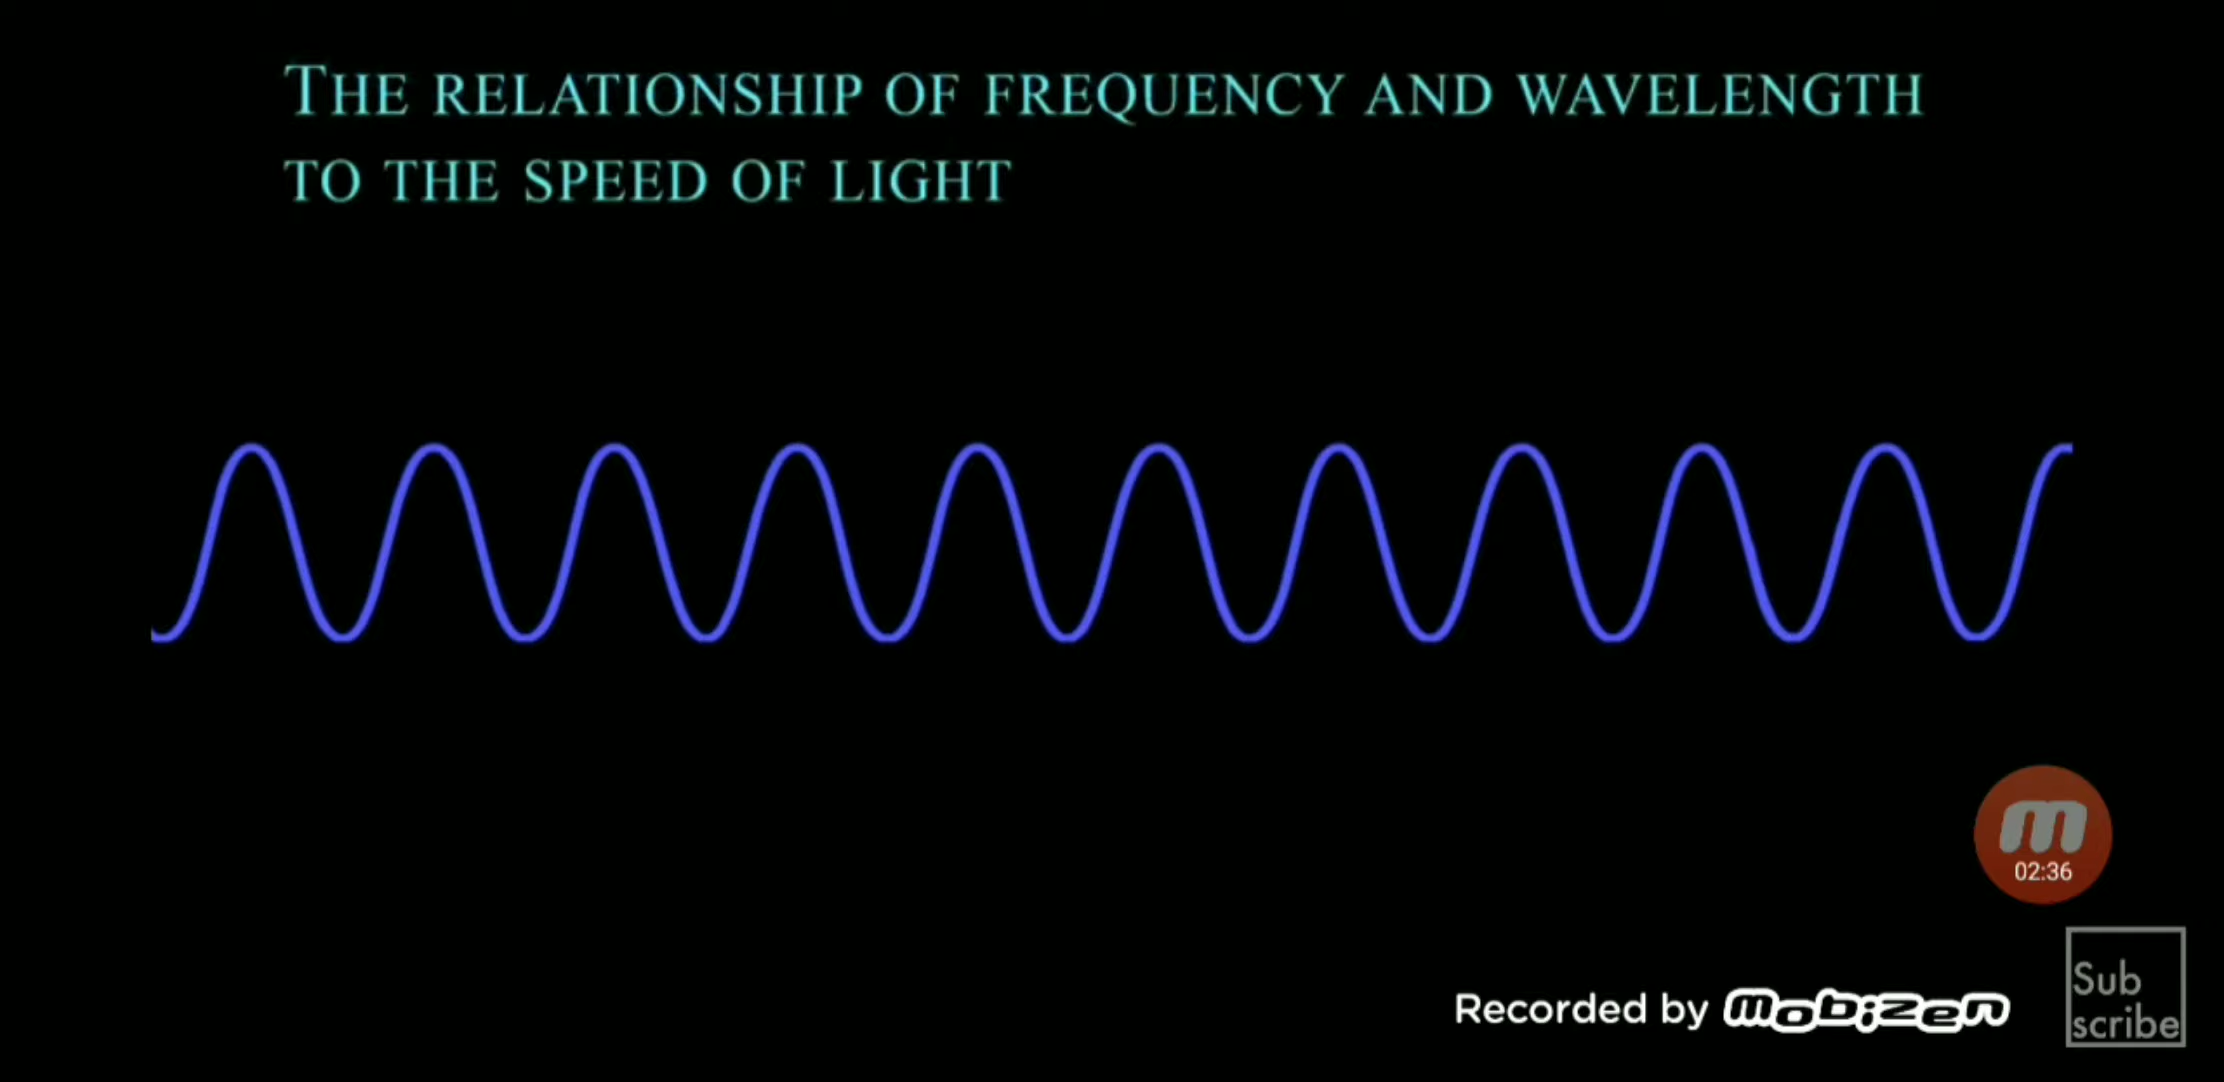 THE RELATIONSHIP OF FREQUENCY AND WAVELENGTH
TO THE SPEED OF LIGHT
m
02:36
Recorded by mobizen
Sub
scribe